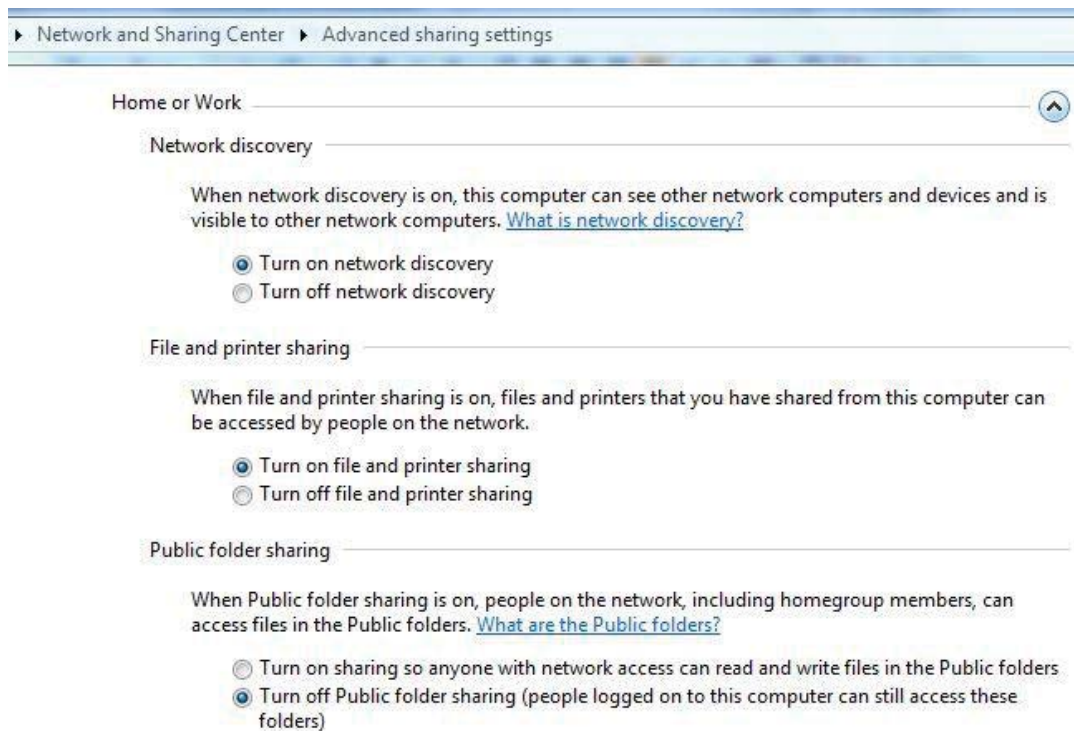 Network and Sharing Center ▸ Advanced sharing settings
Home or Work
Network discovery
When network discovery is on, this computer can see other network computers and devices and is
visible to other network computers. What is network discovery?
Turn on network discovery
Turn off network discovery
File and printer sharing
When file and printer sharing is on, files and printers that you have shared from this computer can
be accessed by people on the network.
Turn on file and printer sharing
Turn off file and printer sharing
Public folder sharing
When Public folder sharing is on, people on the network, including homegroup members, can
access files in the Public folders. What are the Public folders?
Turn on sharing so anyone with network access can read and write files in the Public folders
Turn off Public folder sharing (people logged on to this computer can still access these
folders)